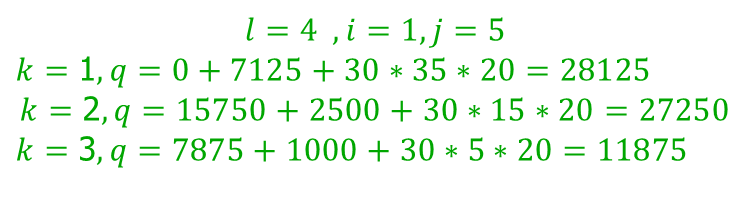 l = 4 , i = 1, j = 5
k = 1, q = 0 + 7125 + 30 ∗ 35 ∗ 20 = 28125
k = 2, q = 15750 + 2500 + 30 ∗ 15 ∗ 20 = 27250
k = 3, q = 7875 + 1000 + 30 ∗ 5 ∗ 20 = 11875